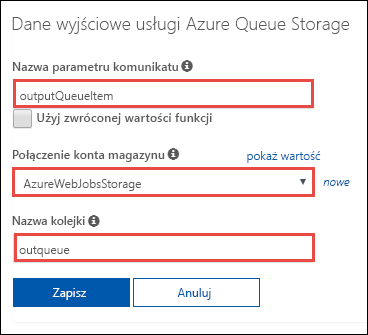 Dane wyjściowe usługi Azure Queue Storage
Nazwa parametru komunikatu
outputQueueItem
Użyj zwróconej wartości funkcji
Połączenie konta magazynu pokaż wartość
AzureWebJobsStorage nowe
Nazwa kolejki
outqueue
Zapisz Anuluj